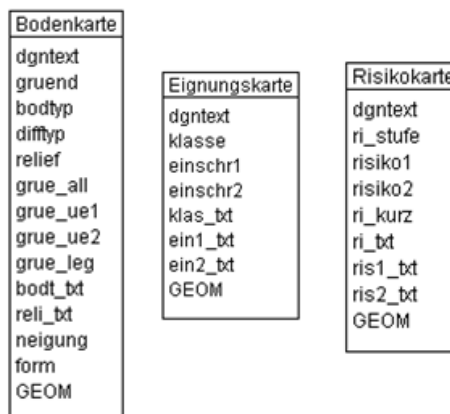 Bodenkarte
dgntext
gruend
bodtyp
difftyp
relief
grue_all
grue_ue1
grue_ue2
grue_leg
bodt_txt
reli_txt
neigung
form
GEOM
Eignungskarte
dgntext
klasse
einschr1
einschr2
klas_txt
ein1_txt
ein2_txt
GEOM
Risikokarte
dgntext
ri_stufe
risiko1
risiko2
ri_kurz
ri_txt
ris1_txt
ris2_txt
GEOM